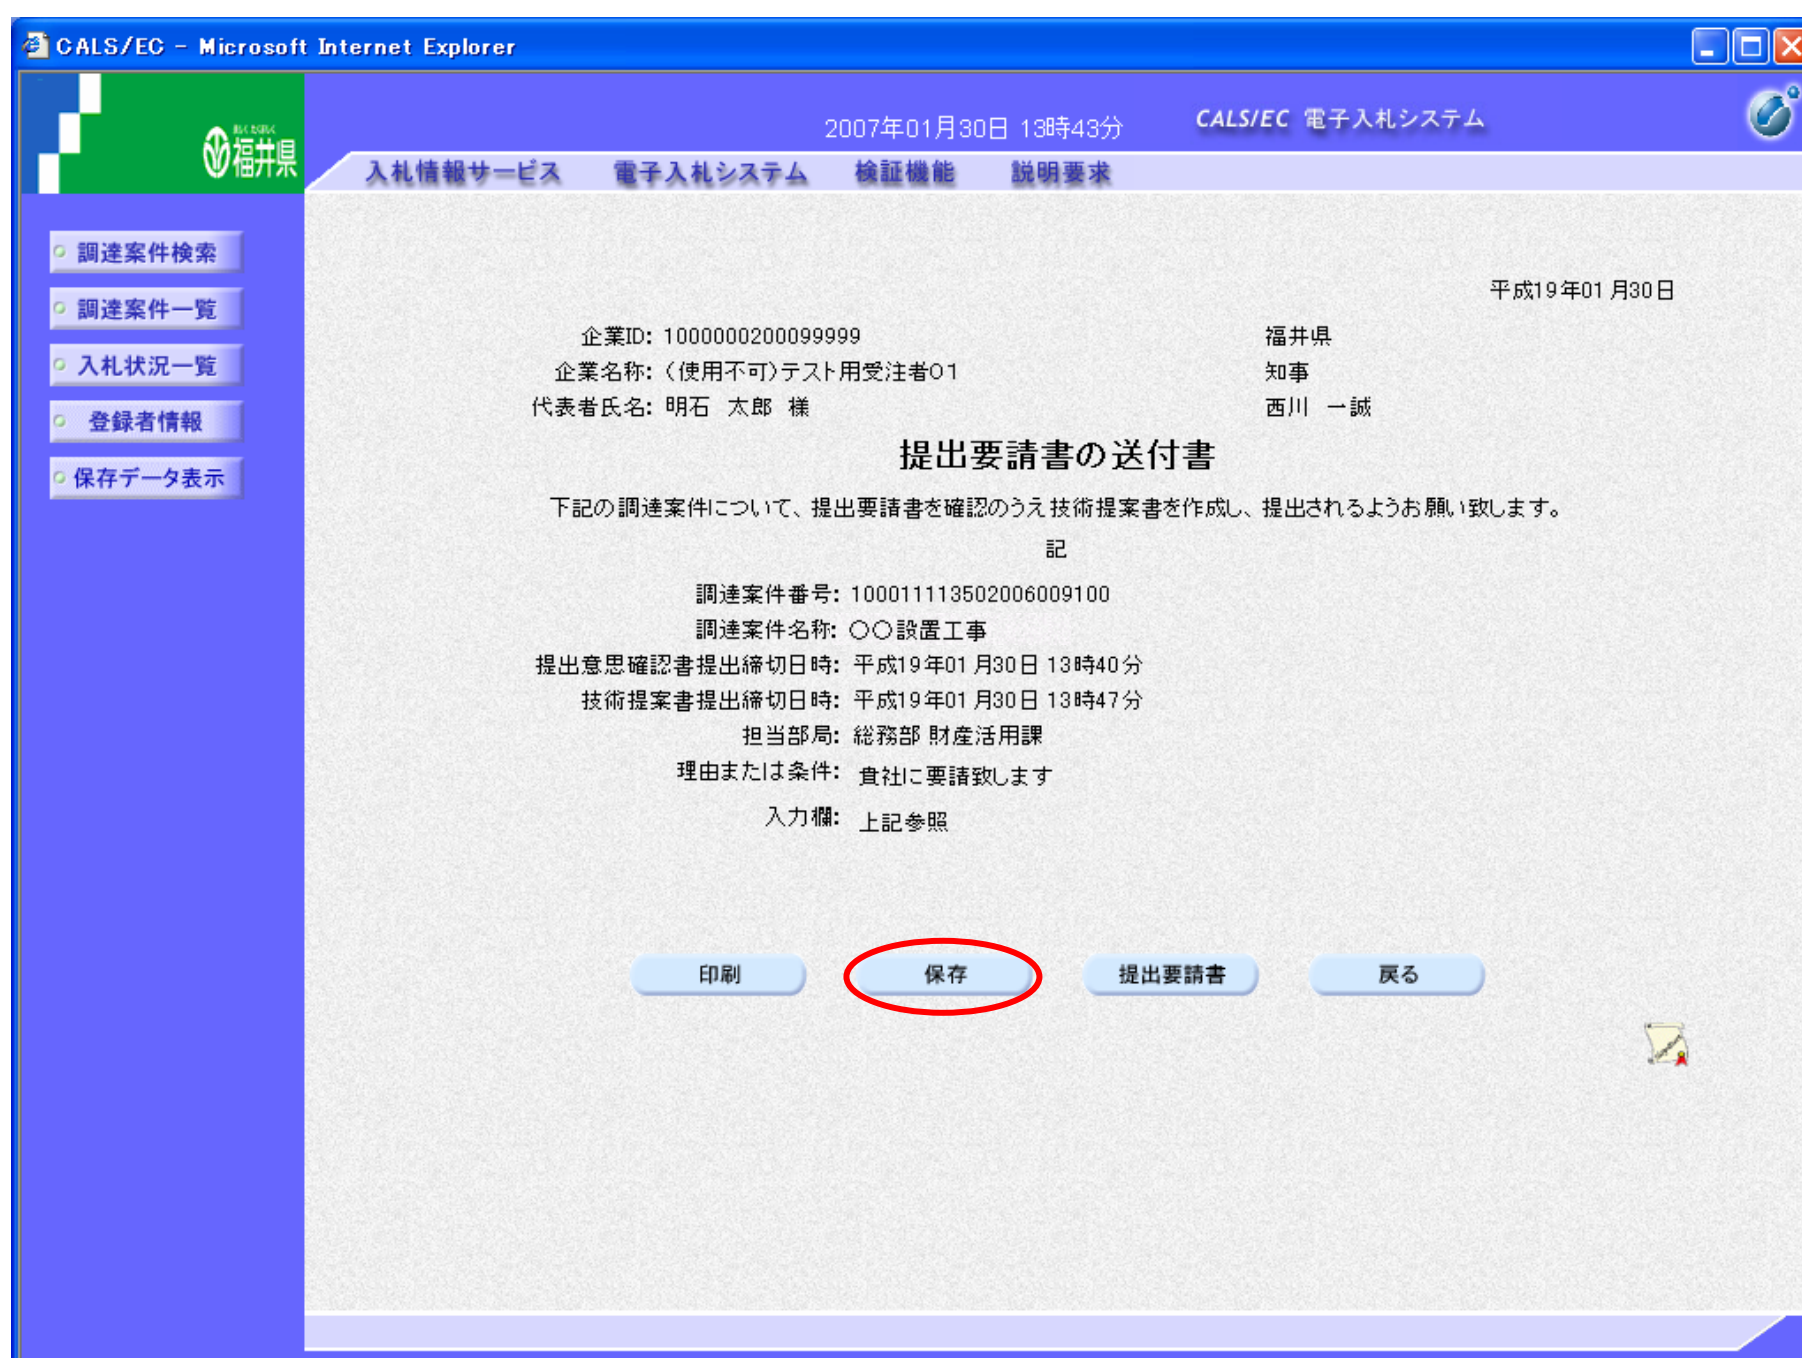 CALS/EC - Microsoft Internet Explorer
福井県
2007年01月30日 13時43分
CALS/EC 電子入札システム
入札情報サービス 電子入札システム 検証機能 説明要求
調達案件検索
調達案件一覧
入札状況一覧
登録者情報
保存データ表示
平成19年01月30日
企業ID: 1000000200099999 福井県
企業名称: (使用不可)テスト用受注者01 知事
代表者氏名: 明石 太郎 様 西川 一誠
提出要請書の送付書
下記の調達案件について、提出要請書を確認のうえ技術提案書を作成し、提出されるようお願い致します。
記
調達案件番号: 100011113502006009100
調達案件名称: 〇〇設置工事
提出意思確認書提出締切日時: 平成19年01月30日 13時40分
技術提案書提出締切日時: 平成19年01月30日 13時47分
担当部局: 総務部 財産活用課
理由または条件: 貴社に要請致します
入力欄: 上記参照
印刷 保存 提出要請書 戻る